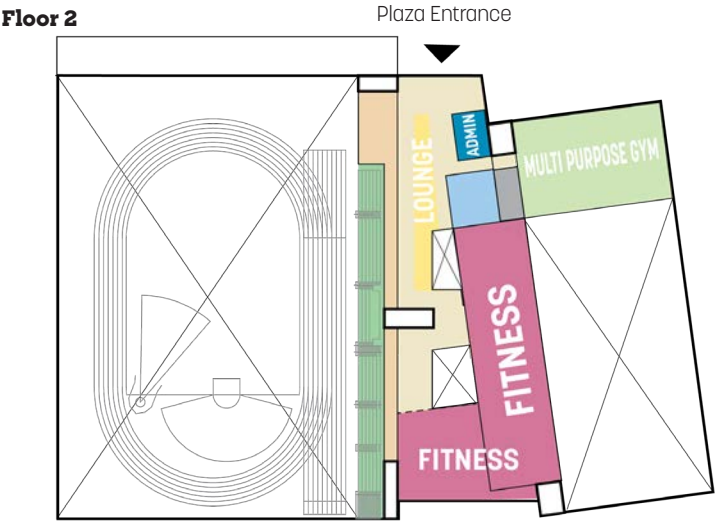 Floor 2
Plaza Entrance
ADMIN
LOUNGE
MULTI PURPOSE GYM
FITNESS
FITNESS